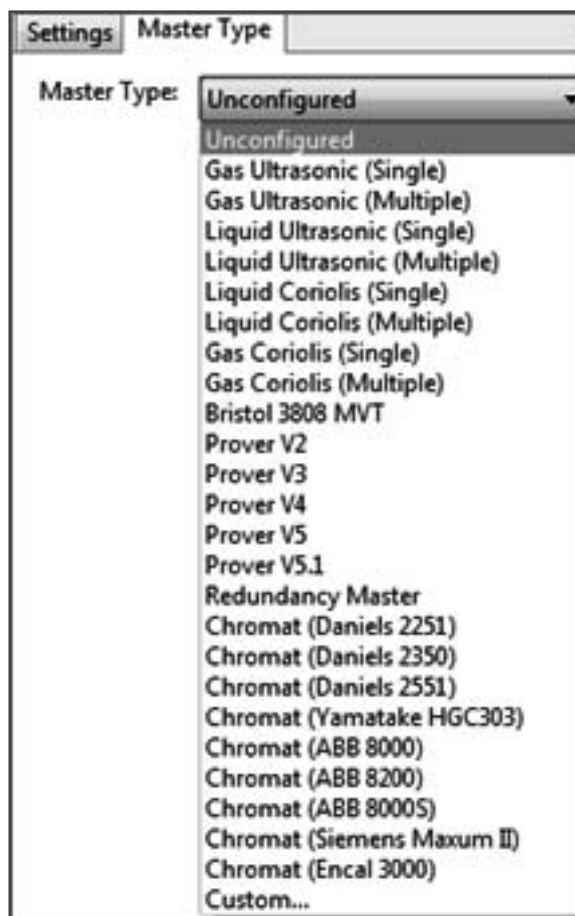 Settings Master Type
Master Type: Unconfigured
Unconfigured
Gas Ultrasonic (Single)
Gas Ultrasonic (Multiple)
Liquid Ultrasonic (Single)
Liquid Ultrasonic (Multiple)
Liquid Coriolis (Single)
Liquid Coriolis (Multiple)
Gas Coriolis (Single)
Gas Coriolis (Multiple)
Bristol 3808 MVT
Prover V2
Prover V3
Prover V4
Prover V5
Prover V5.1
Redundancy Master
Chromat (Daniels 2251)
Chromat (Daniels 2350)
Chromat (Daniels 2551)
Chromat (Yamatake HGC303)
Chromat (ABB 8000)
Chromat (ABB 8200)
Chromat (ABB 8000S)
Chromat (Siemens Maxum II)
Chromat (Encal 3000)
Custom...